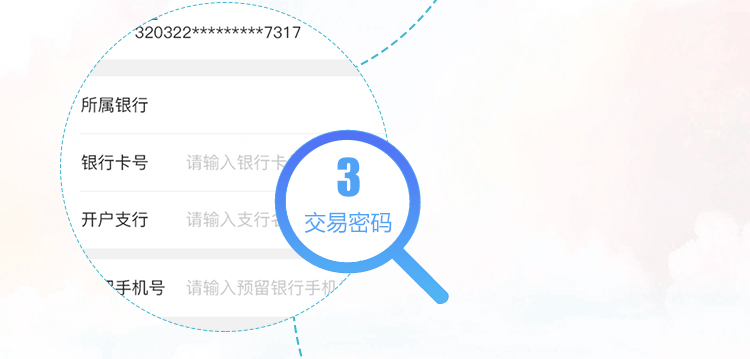 320322*********7317
所属银行
银行卡号 请输入银行卡
开户支行 请输入支行
手机号 请输入预留银行手机
3
交易密码